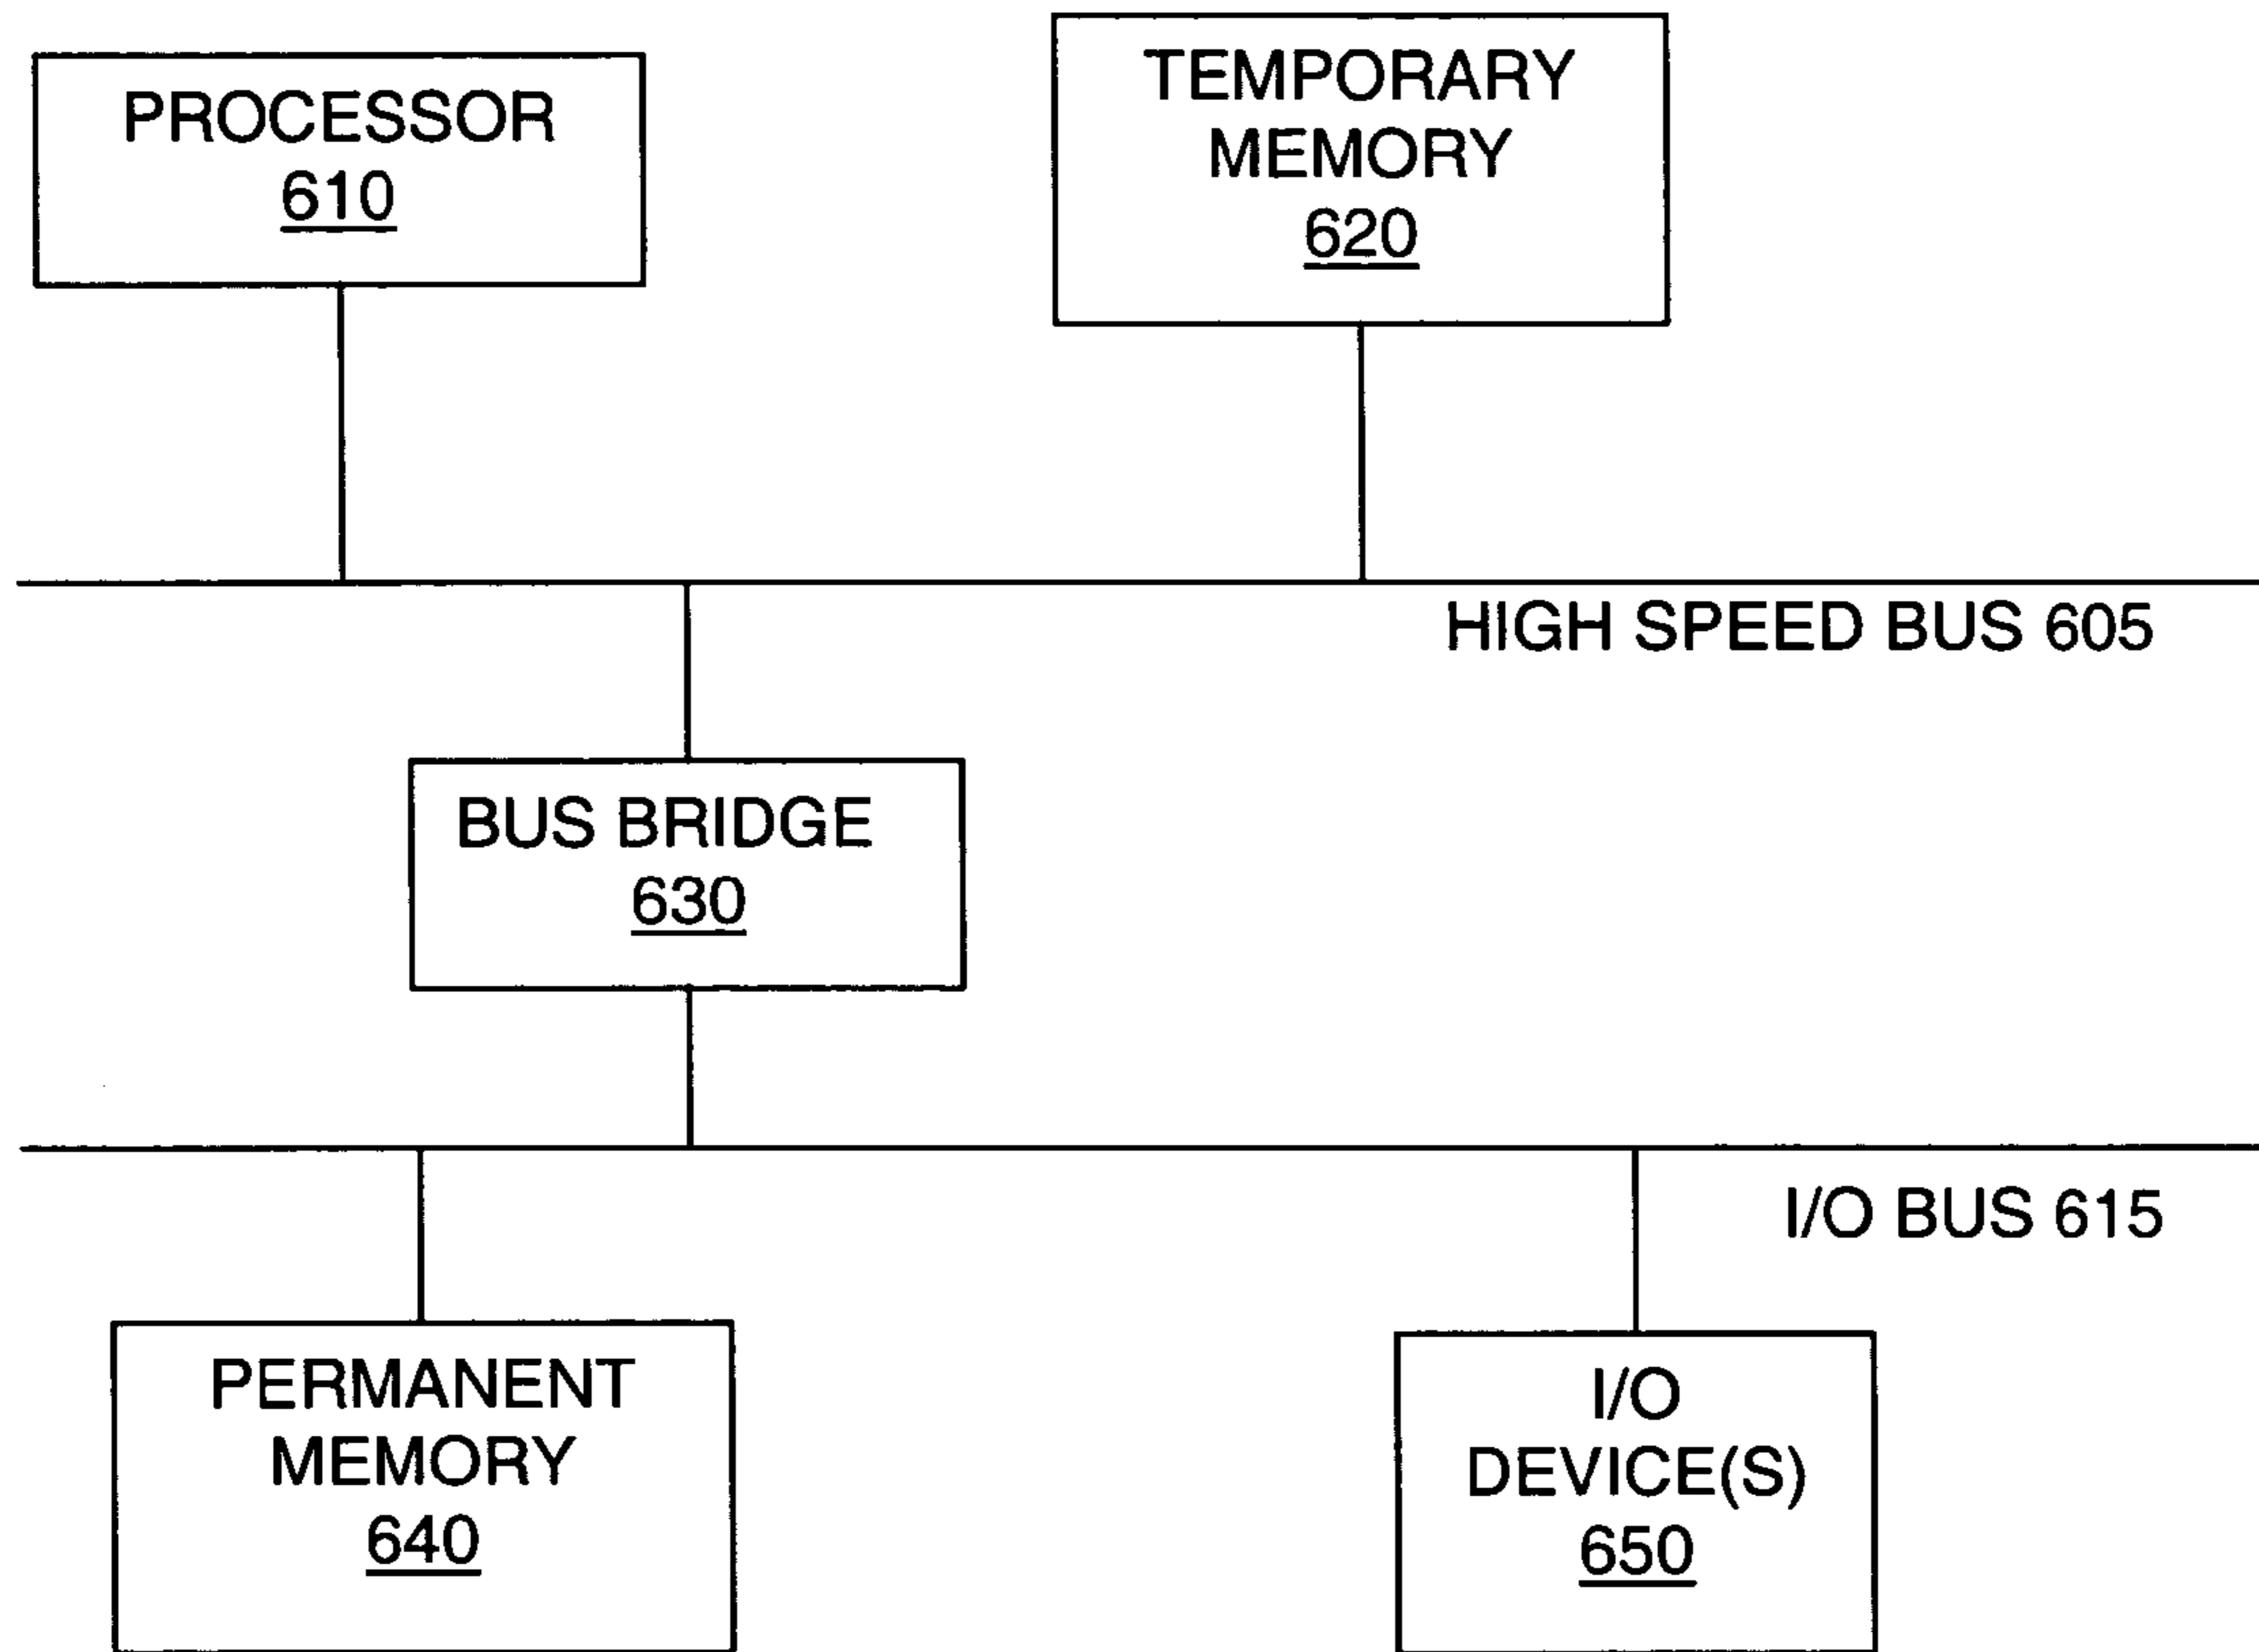 PROCESSOR
610
TEMPORARY
MEMORY
620
HIGH SPEED BUS 605
BUS BRIDGE
630
I/O BUS 615
PERMANENT
MEMORY
640
I/O
DEVICE(S)
650